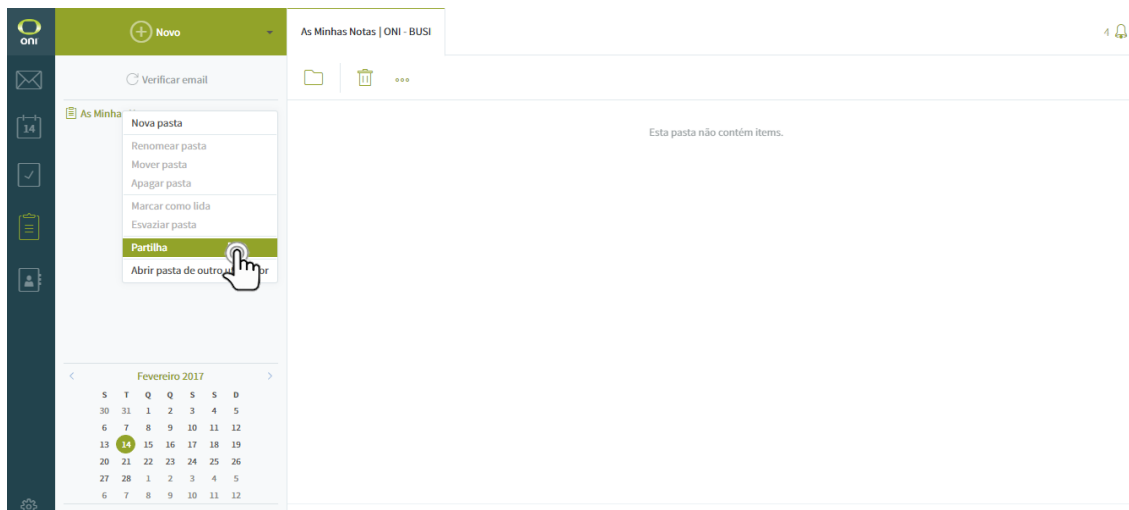 oni
Novo
As Minhas Notas | ONI - BUSI
Verificar email
As Minha
14
Nova pasta
Renomear pasta
Mover pasta
Apagar pasta
Marcar como lida
Esvaziar pasta
Partilha
Abrir pasta de outro
or
Esta pasta não contém items.
Fevereiro 2017
S T Q Q S S D
30 31 1 2 3 4 5
6 7 8 9 10 11 12
13 14 15 16 17 18 19
20 21 22 23 24 25 26
27 28 1 2 3 4 5
6 7 8 9 10 11 12